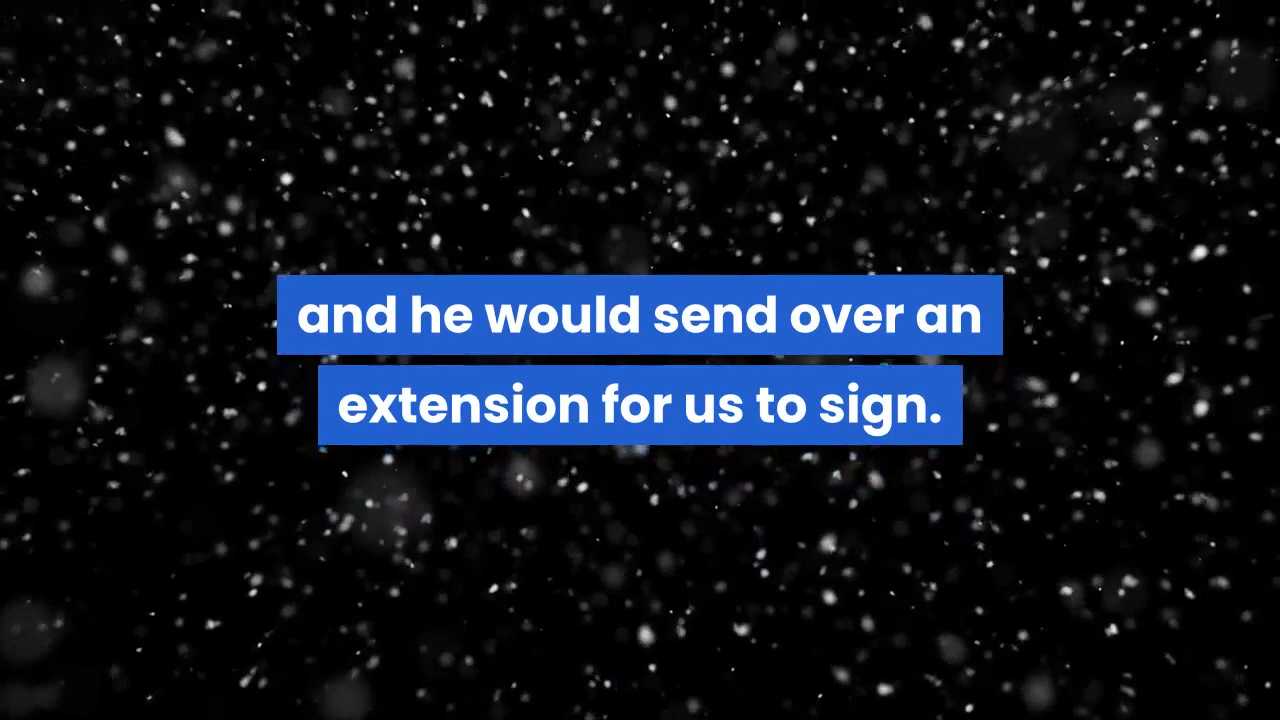 and he would send over an
extension for us to sign.